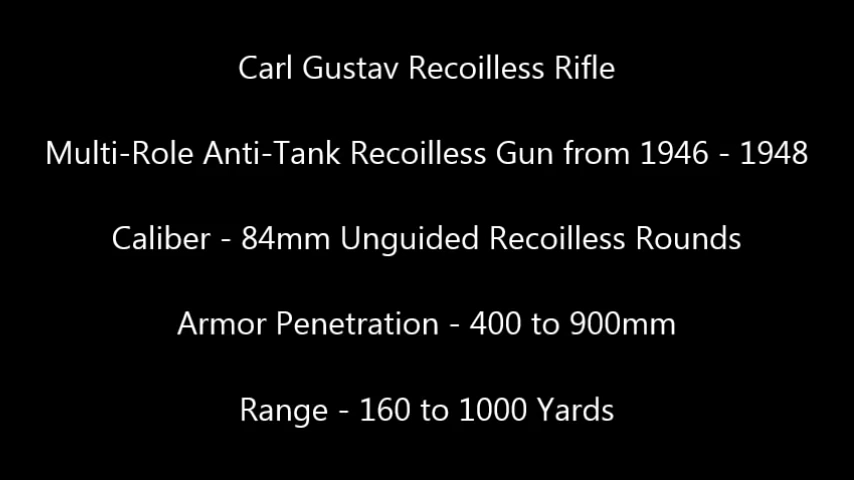 Carl Gustav Recoilless Rifle
Multi-Role Anti-Tank Recoilless Gun from 1946 - 1948
Caliber - 84mm Unguided Recoilless Rounds
Armor Penetration - 400 to 900mm
Range - 160 to 1000 Yards